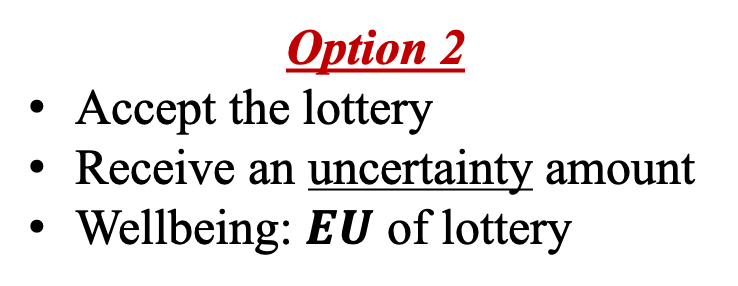 Option 2
• Accept the lottery
• Receive an uncertainty amount
• Wellbeing: EU of lottery